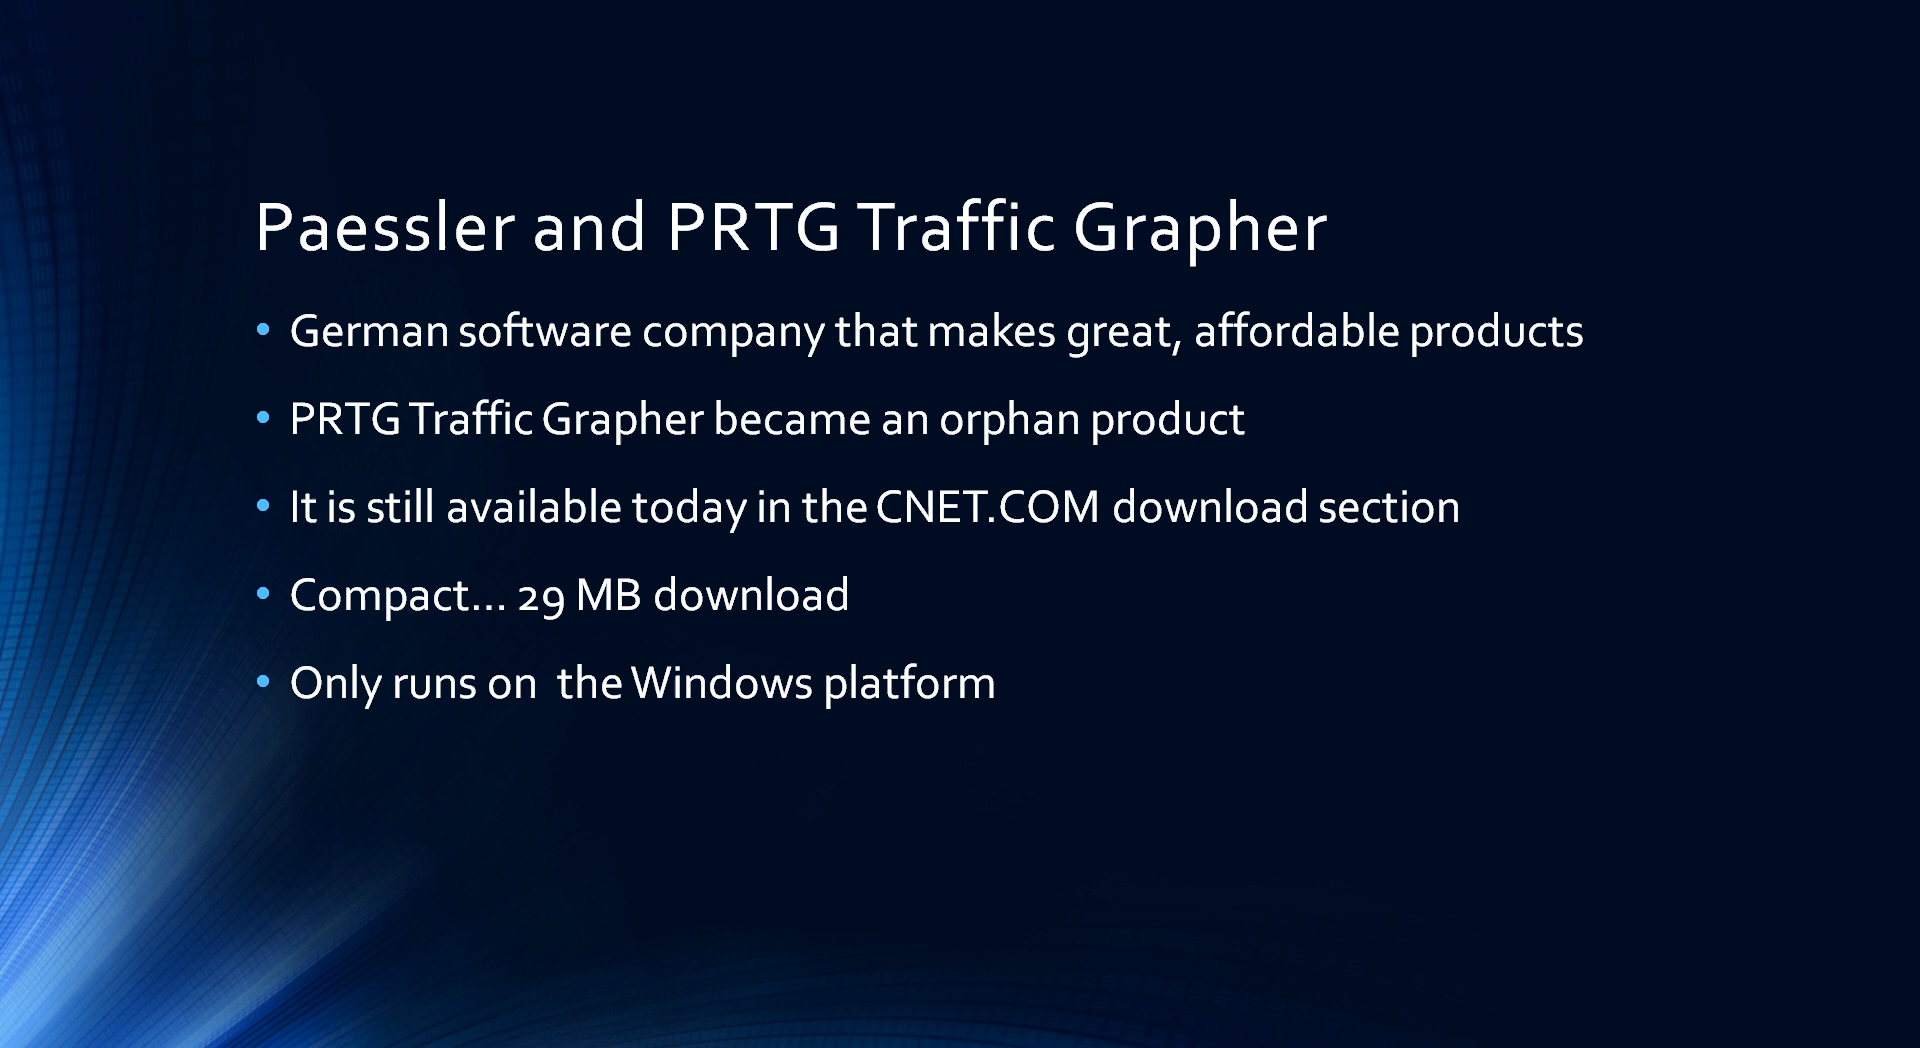 Paessler and PRTG Traffic Grapher
• German software company that makes great, affordable products
• PRTG Traffic Grapher became an orphan product
• It is still available today in the CNET.COM download section
• Compact... 29 MB download
• Only runs on  the Windows platform